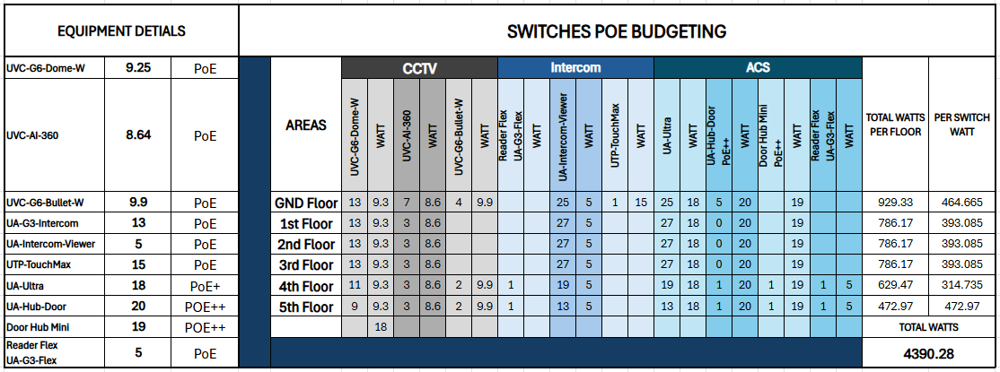 EQUIPMENT DETIALS
SWITCHES POE BUDGETING
UVC-G6-Dome-W 9.25 PoE
CCTV Intercom ACS
UVC-AI-360 8.64 PoE
AREAS
UVC-G6-Dome-W
WATT
UVC-AI-360
WATT
UVC-G6-Bullet-W
WATT
Reader Flex
UA-G3-Flex
WATT
UA-Intercom-Viewer
WATT
UTP-TouchMax
WATT
UA-Ultra
WATT
UA-Hub-Door
PoE++
WATT
Door Hub Mini
PoE++
WATT
Reader Flex
UA-G3-Flex
WATT
TOTAL WATTS
PER FLOOR
PER SWITCH
WATT
UVC-G6-Bullet-W 9.9 PoE GND Floor 13 9.3 7 8.6 4 9.9 25 5 1 15 25 18 5 20 19 929.33 464.665
UA-G3-Intercom 13 PoE 1st Floor 13 9.3 3 8.6 27 5 27 18 0 20 19 786.17 393.085
UA-Intercom-Viewer 5 PoE 2nd Floor 13 9.3 3 8.6 27 5 27 18 0 20 19 786.17 393.085
UTP-TouchMax 15 PoE 3rd Floor 13 9.3 3 8.6 27 5 27 18 0 20 19 786.17 393.085
UA-Ultra 18 PoE+ 4th Floor 11 9.3 3 8.6 2 9.9 1 19 5 19 18 1 20 1 19 1 5 629.47 314.735
UA-Hub-Door 20 POE++ 5th Floor 9 9.3 3 8.6 2 9.9 1 13 5 13 18 1 20 1 19 1 5 472.97 472.97
Door Hub Mini 19 POE++ 18 TOTAL WATTS
Reader Flex
UA-G3-Flex 5 PoE 4390.28